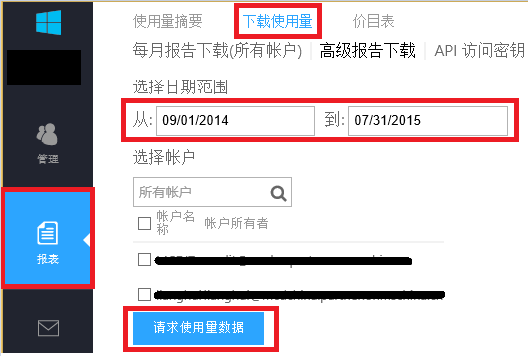 使用量摘要 下载使用量 价目表
每月报告下载(所有帐户) 高级报告下载 API 访问密钥
选择日期范围
从: 09/01/2014 到: 07/31/2015
选择帐户
管理
所有帐户
帐户名称 帐户所有者
报表
请求使用量数据